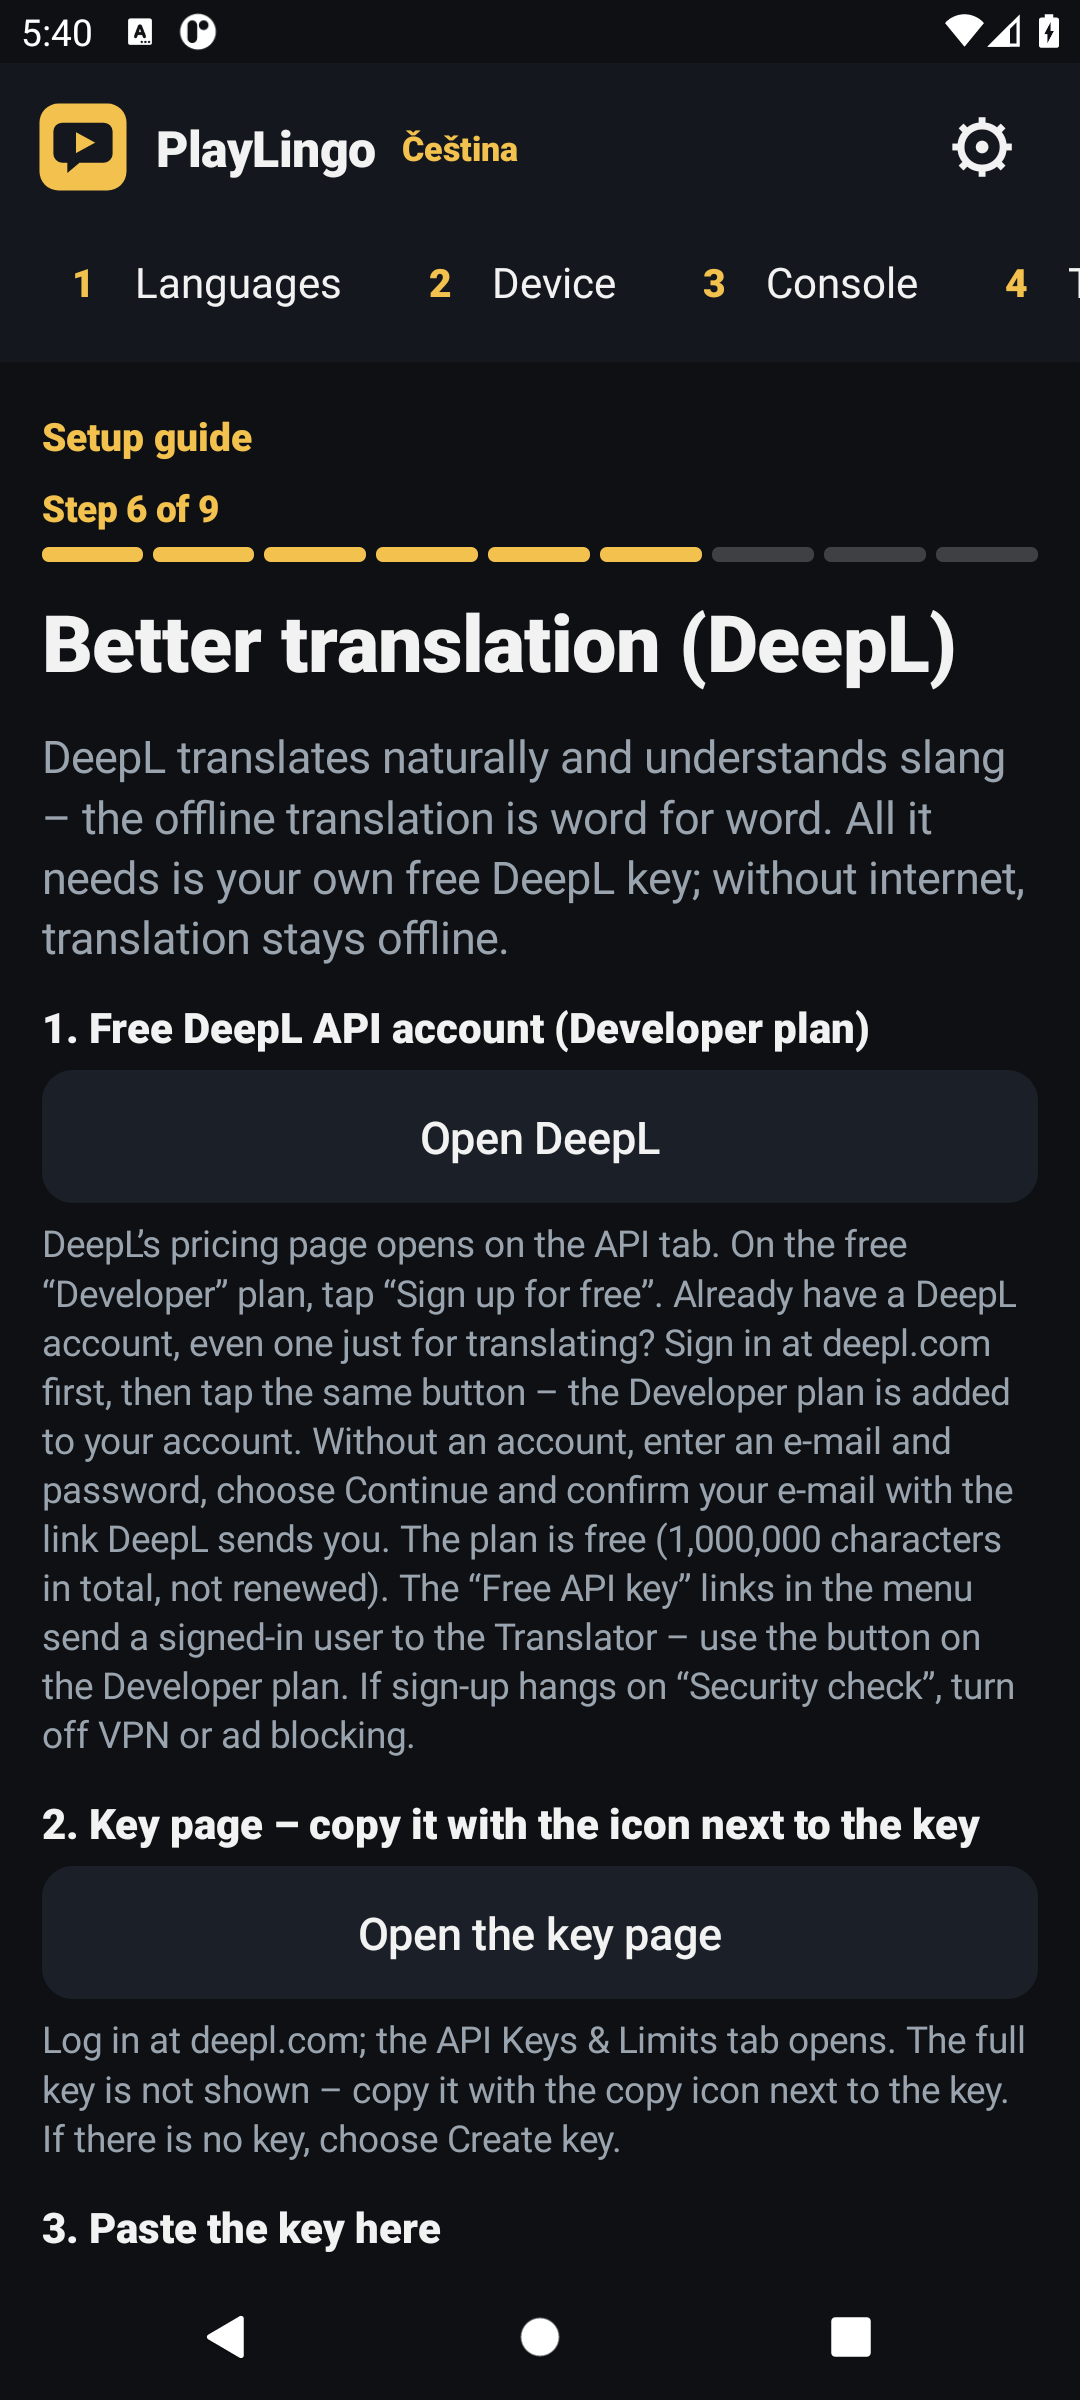 5:40
PlayLingo Čeština
1 Languages 2 Device 3 Console 4 T
Setup guide
Step 6 of 9
Better translation (DeepL)
DeepL translates naturally and understands slang
– the offline translation is word for word. All it
needs is your own free DeepL key; without internet,
translation stays offline.
1. Free DeepL API account (Developer plan)
Open DeepL
DeepL’s pricing page opens on the API tab. On the free
“Developer” plan, tap “Sign up for free”. Already have a DeepL
account, even one just for translating? Sign in at deepl.com
first, then tap the same button – the Developer plan is added
to your account. Without an account, enter an e-mail and
password, choose Continue and confirm your e-mail with the
link DeepL sends you. The plan is free (1,000,000 characters
in total, not renewed). The “Free API key” links in the menu
send a signed-in user to the Translator – use the button on
the Developer plan. If sign-up hangs on “Security check”, turn
off VPN or ad blocking.
2. Key page – copy it with the icon next to the key
Open the key page
Log in at deepl.com; the API Keys & Limits tab opens. The full
key is not shown – copy it with the copy icon next to the key.
If there is no key, choose Create key.
3. Paste the key here